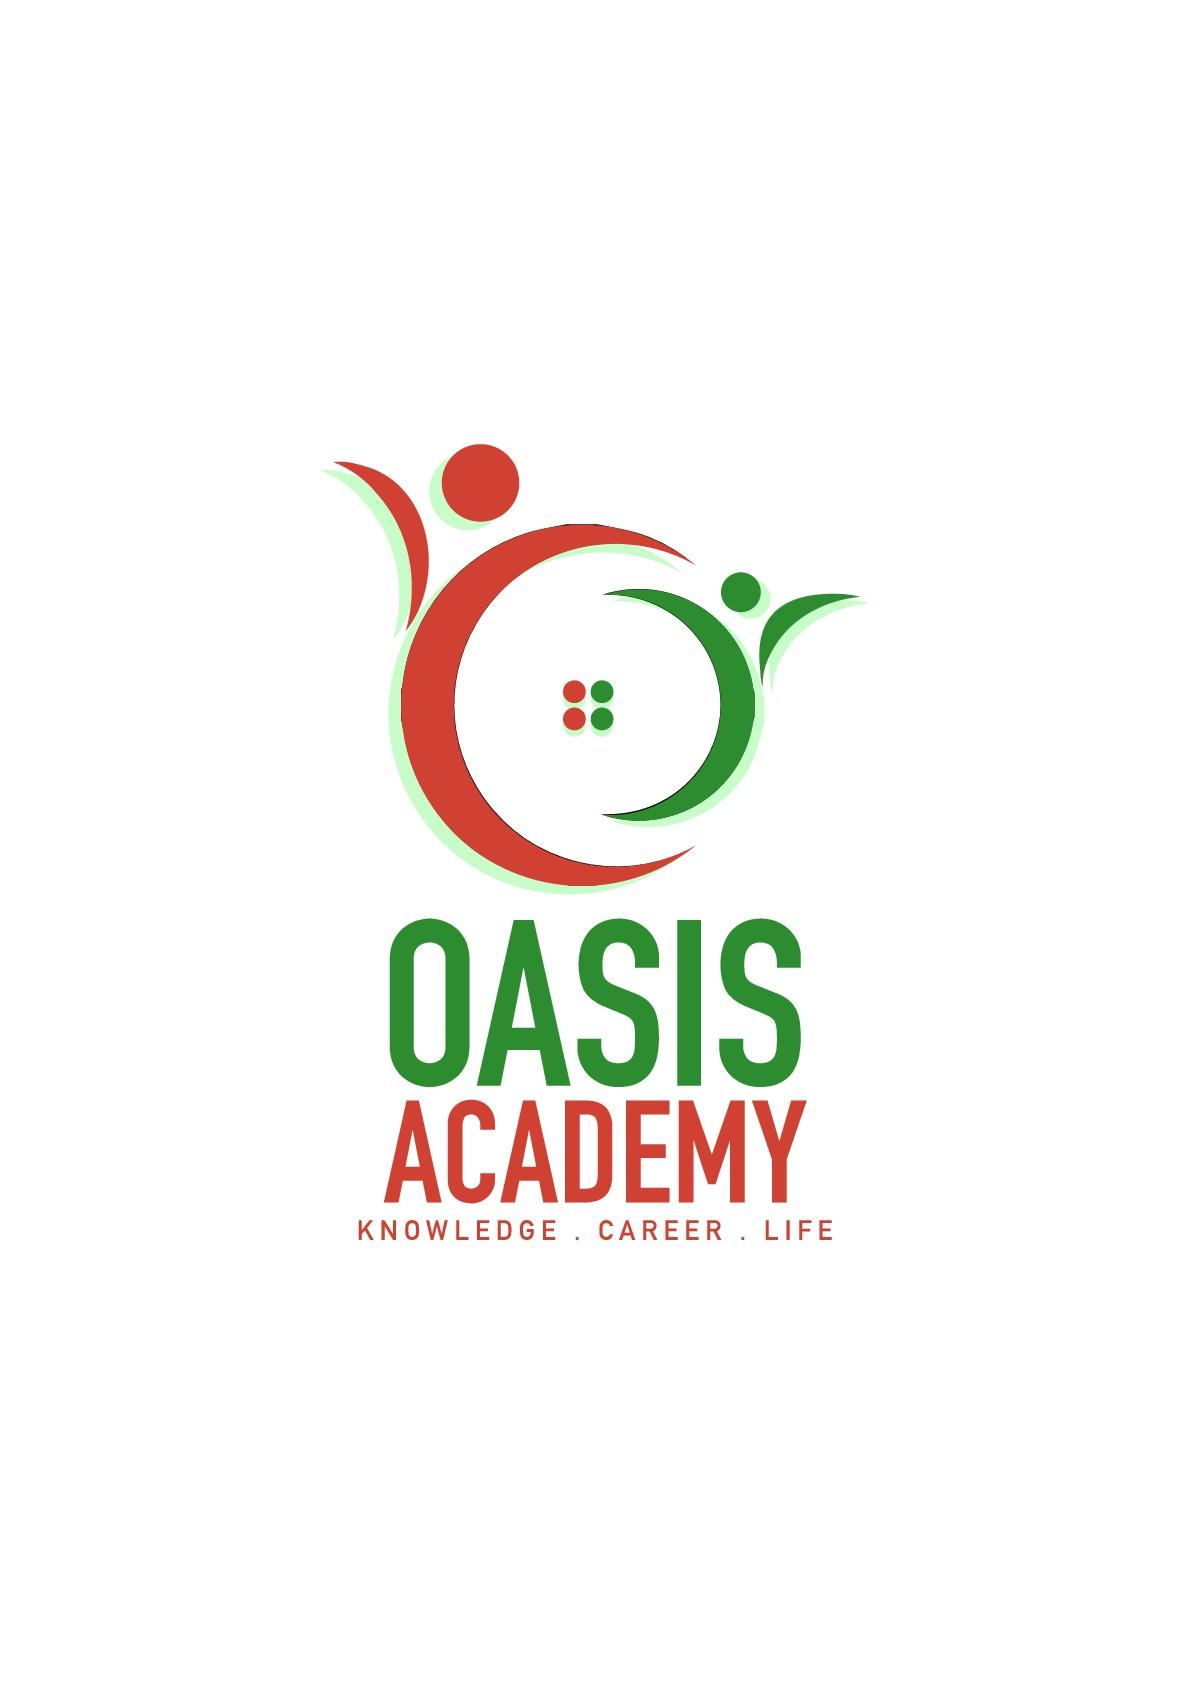 OASIS
ACADEMY
KNOWLEDGE . CAREER . LIFE